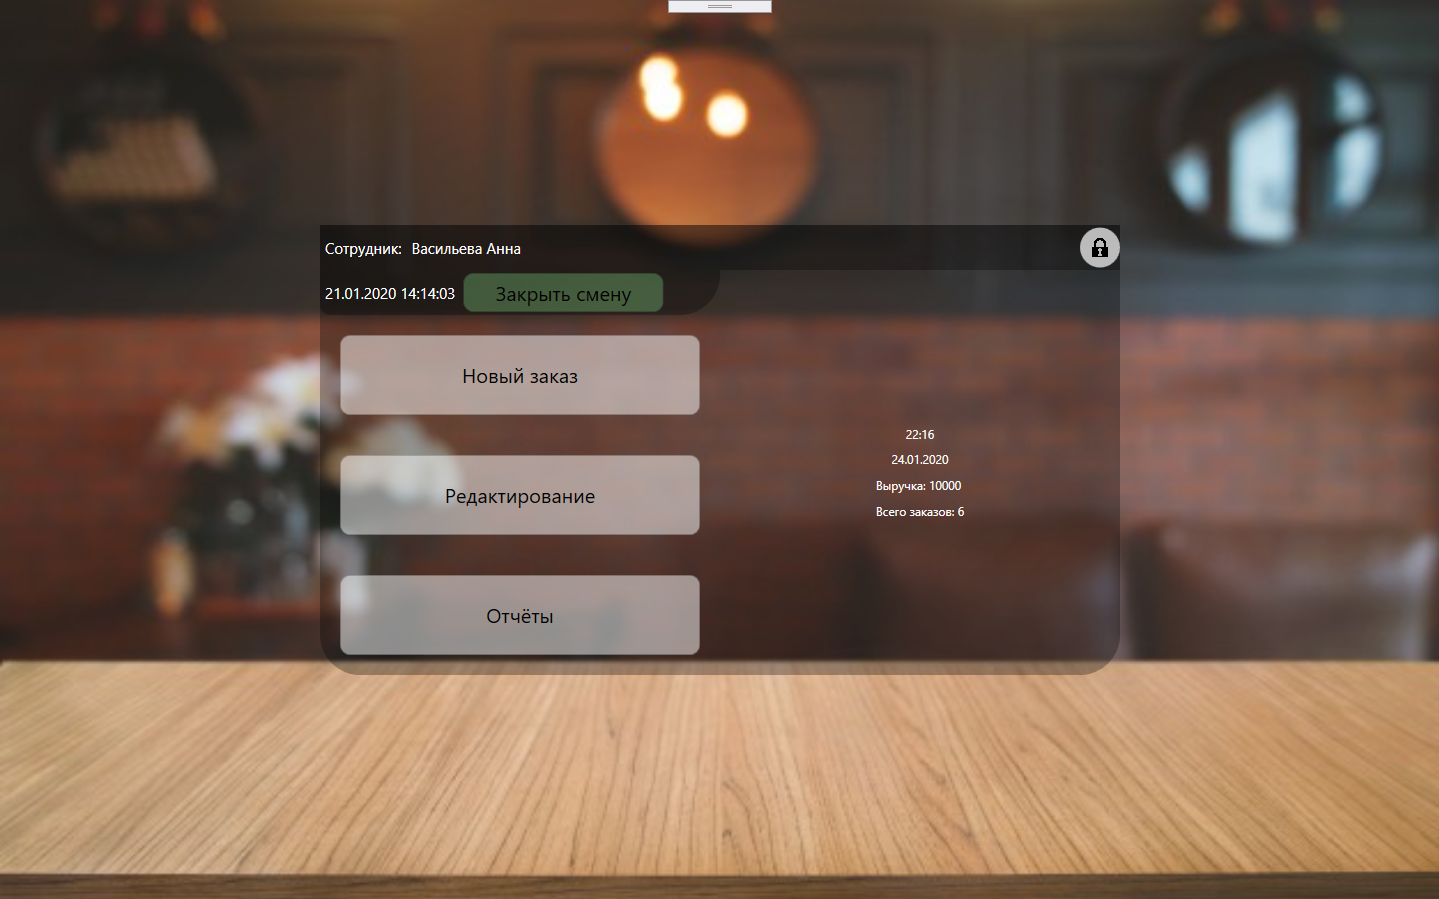 Сотрудник: Васильева Анна
21.01.2020 14:14:03
Закрыть смену
Новый заказ
Редактирование
Отчёты
22:16
24.01.2020
Выручка: 10000
Всего заказов: 6